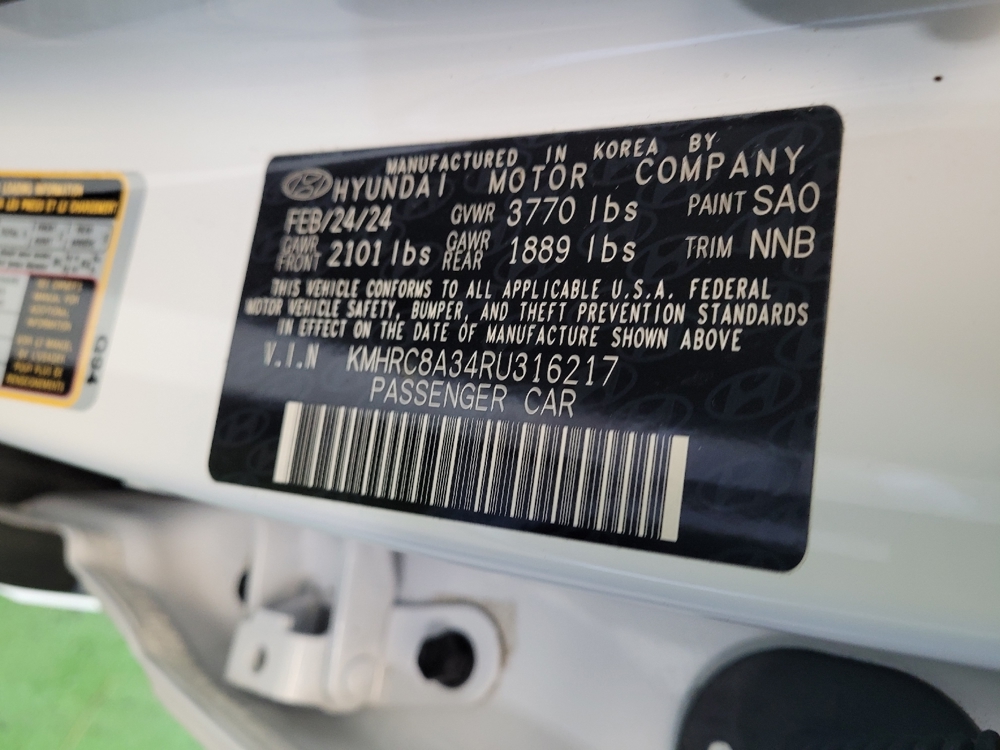 MANUFACTURED IN KOREA BY
HYUNDAI MOTOR COMPANY
FEB/24/24 GVWR 3770 lbs PAINT SAO
GAWR FRONT 2101 lbs GAWR REAR 1889 lbs TRIM NNB
THIS VEHICLE CONFORMS TO ALL APPLICABLE U.S.A. FEDERAL
MOTOR VEHICLE SAFETY, BUMPER, AND THEFT PREVENTION STANDARDS
IN EFFECT ON THE DATE OF MANUFACTURE SHOWN ABOVE
V.I.N KMHRC8A34RU316217
PASSENGER CAR